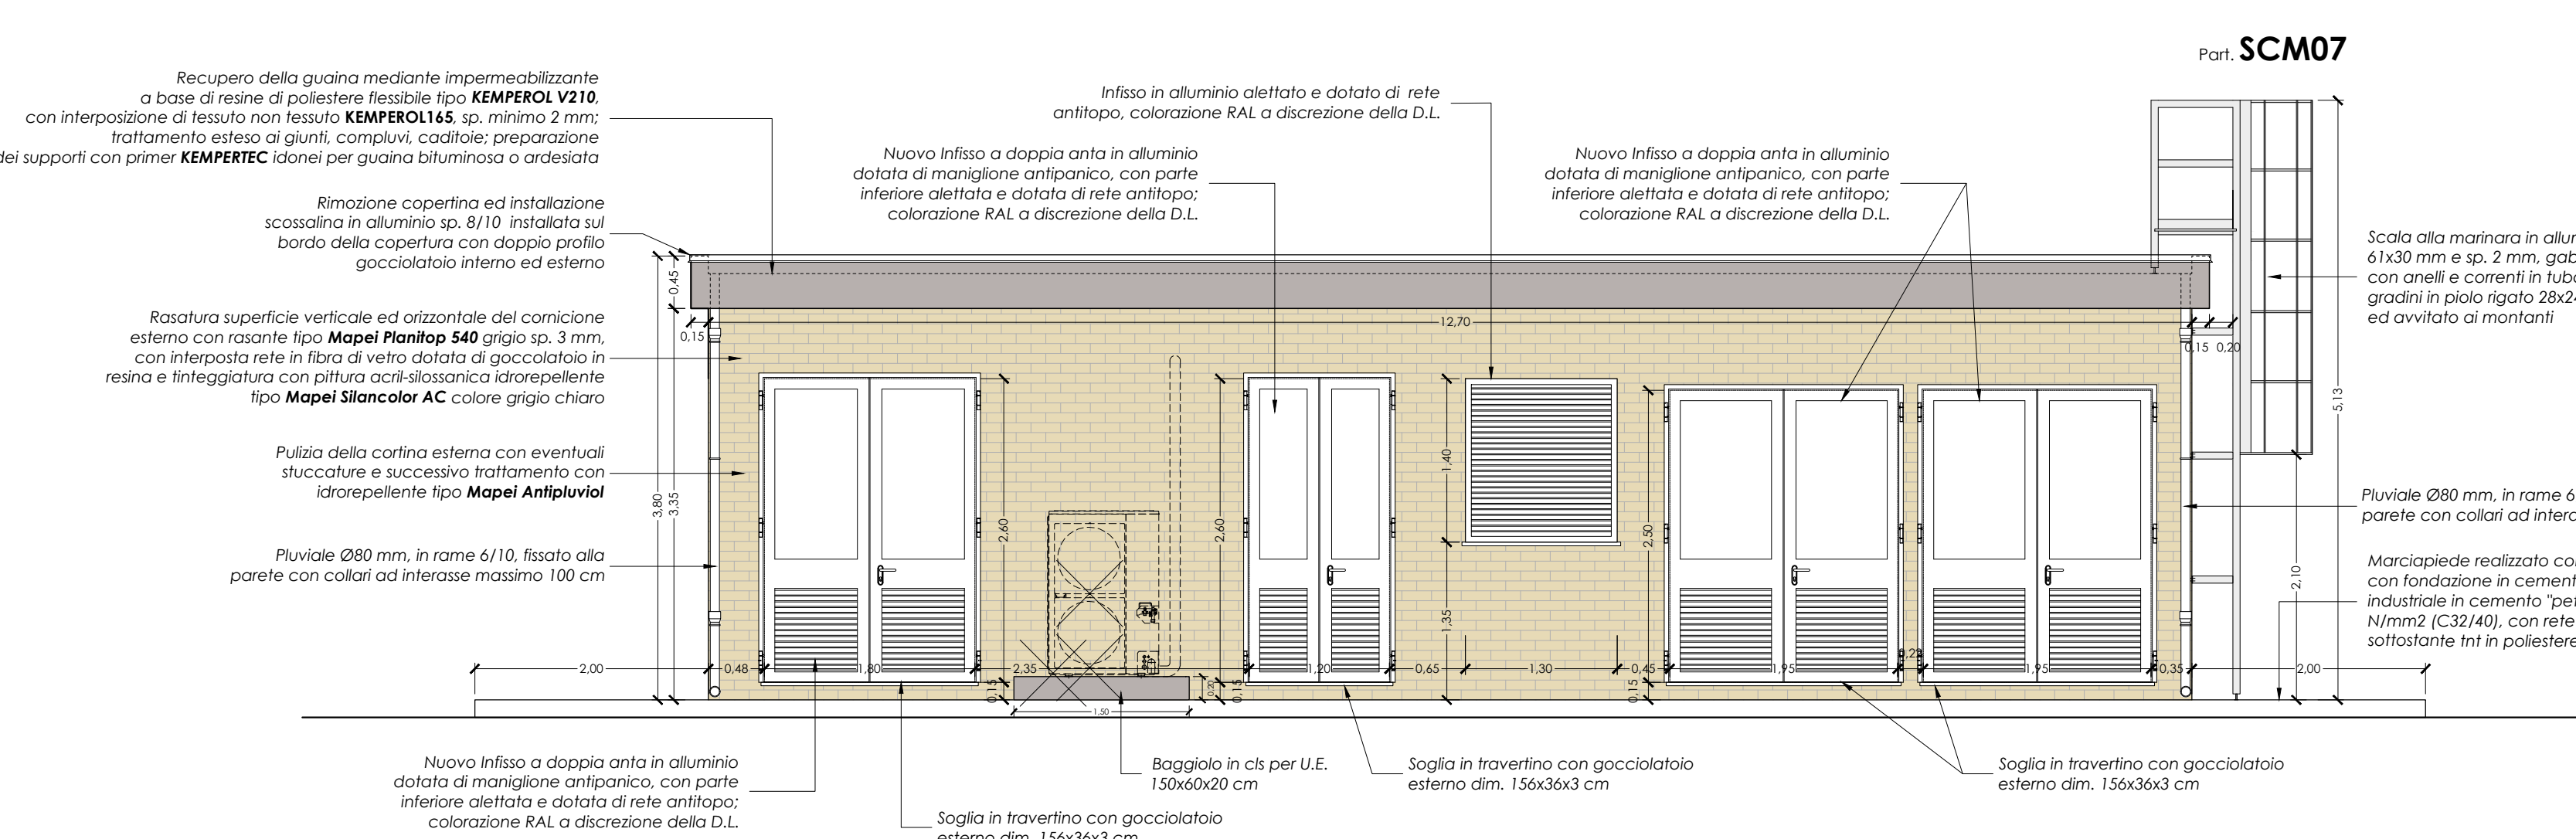 Part. SCM07
Recupero della guaina mediante impermeabilizzante
a base di resine di poliestere flessibile tipo KEMPEROL V210,
con interposizione di tessuto non tessuto KEMPEROL165, sp. minimo 2 mm;
trattamento esteso ai giunti, compluvi, caditoie; preparazione
dei supporti con primer KEMPERTEC idonei per guaina bituminosa o ardesiata
Rimozione copertina ed installazione
scossalina in alluminio sp. 8/10 installata sul
bordo della copertura con doppio profilo
gocciolatoio interno ed esterno
Rasatura superficie verticale ed orizzontale del cornicione
esterno con rasante tipo Mapei Planitop 540 grigio sp. 3 mm,
con interposta rete in fibra di vetro dotata di goccolatoio in
resina e tinteggiatura con pittura acril-silossanica idrorepellente
tipo Mapei Silancolor AC colore grigio chiaro
Pulizia della cortina esterna con eventuali
stuccature e successivo trattamento con
idrorepellente tipo Mapei Antipluviol
Pluviale Ø80 mm, in rame 6/10, fissato alla
parete con collari ad interasse massimo 100 cm
Infisso in alluminio alettato e dotato di rete
antitopo, colorazione RAL a discrezione della D.L.
Nuovo Infisso a doppia anta in alluminio
dotata di maniglione antipanico, con parte
inferiore alettata e dotata di rete antitopo;
colorazione RAL a discrezione della D.L.
Nuovo Infisso a doppia anta in alluminio
dotata di maniglione antipanico, con parte
inferiore alettata e dotata di rete antitopo;
colorazione RAL a discrezione della D.L.
Scala alla marinara in allum
61x30 mm e sp. 2 mm, gab
con anelli e correnti in tubo
gradini in piolo rigato 28x2
ed avvitato ai montanti
Pluviale Ø80 mm, in rame 6
parete con collari ad intera
Marciapiede realizzato co
con fondazione in cement
industriale in cemento "pe
N/mm2 (C32/40), con rete
sottostante tnt in poliestere
0,45
0,15
12,70
0,15 0,20
5,13
3,80
3,35
2,60
2,60
1,40
1,35
2,50
2,10
2,00
0,48
1,80
2,35
1,20
0,65
1,30
0,45
1,95
1,95
0,35
2,00
0,15
0,20
0,15
0,15
1,50
Nuovo Infisso a doppia anta in alluminio
dotata di maniglione antipanico, con parte
inferiore alettata e dotata di rete antitopo;
colorazione RAL a discrezione della D.L.
Soglia in travertino con gocciolatoio
esterno dim. 156x36x3 cm
Baggiolo in cls per U.E.
150x60x20 cm
Soglia in travertino con gocciolatoio
esterno dim. 156x36x3 cm
Soglia in travertino con gocciolatoio
esterno dim. 156x36x3 cm